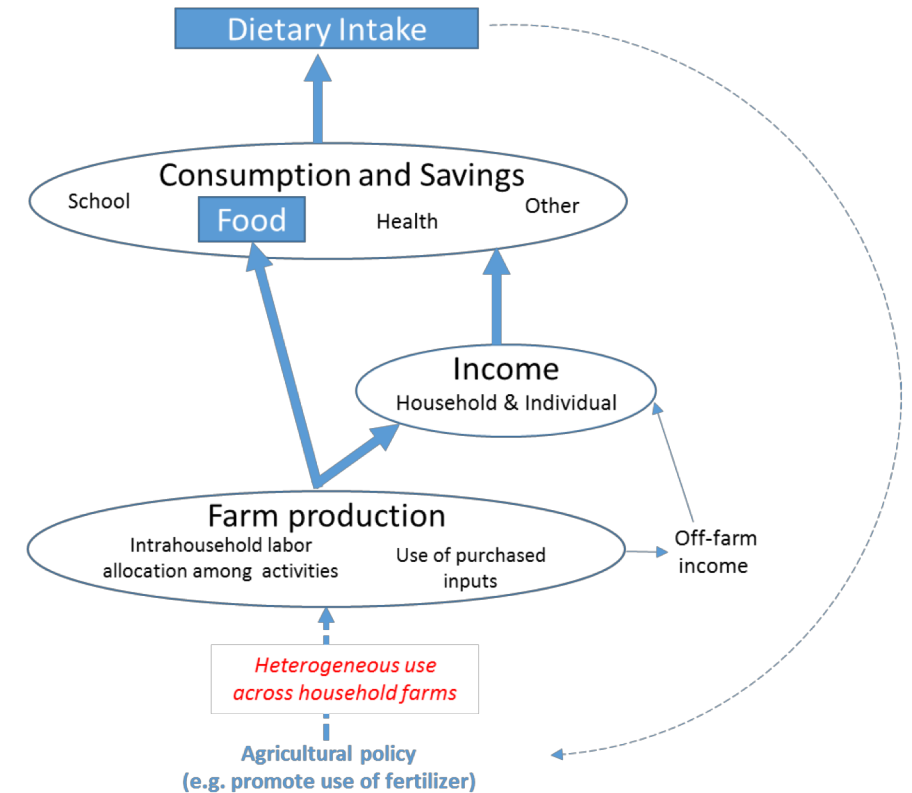 Dietary Intake
Consumption and Savings
School
Food
Health
Other
Income
Household & Individual
Farm production
Intrahousehold labor
allocation among activities
Use of purchased
inputs
Off-farm
income
Heterogeneous use
across household farms
Agricultural policy
(e.g. promote use of fertilizer)